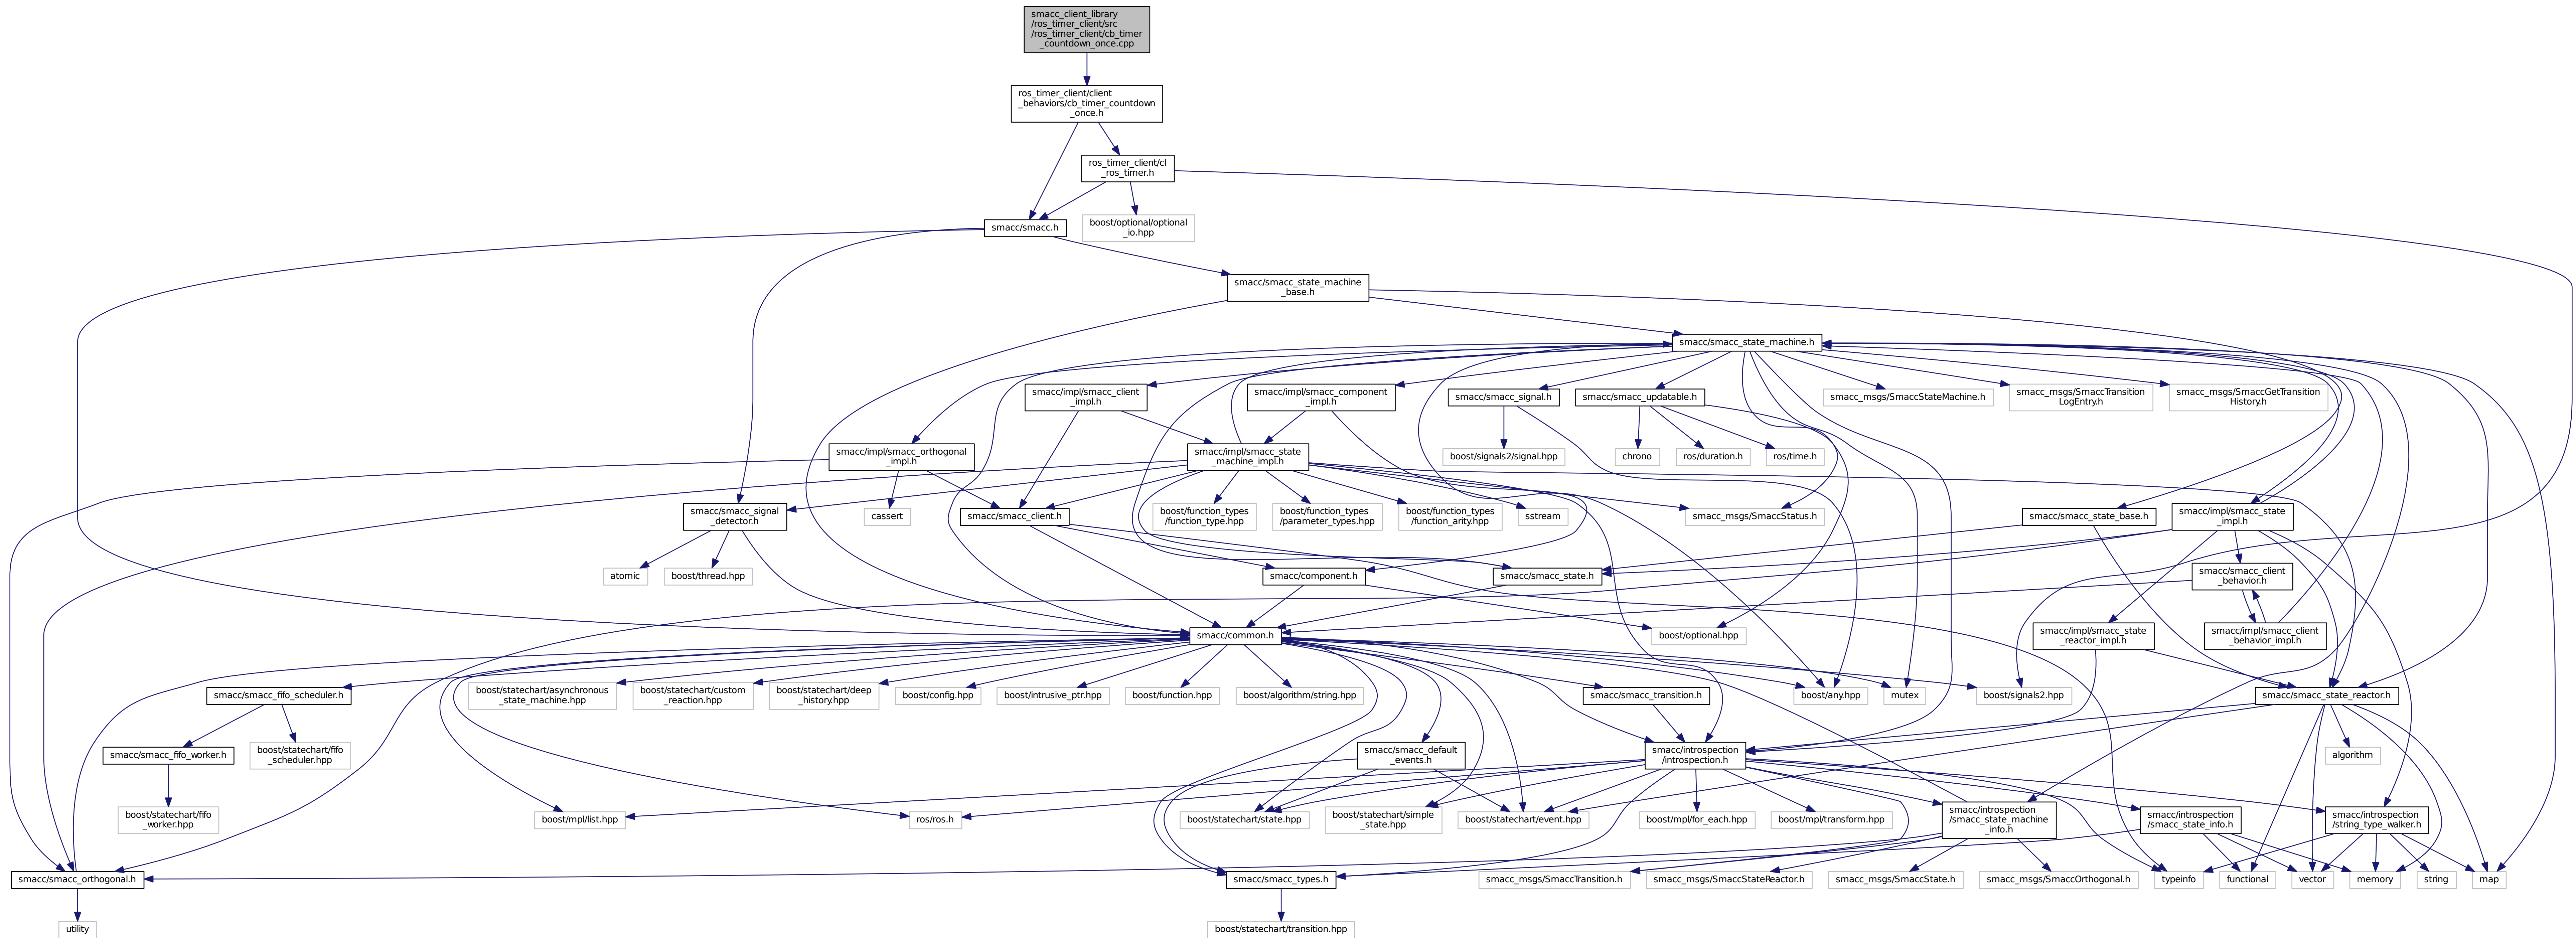 smacc_client_library
/ros_timer_client/src
/ros_timer_client/cb_timer
_countdown_once.cpp
ros_timer_client/client
_behaviors/cb_timer_countdown
_once.h
ros_timer_client/cl
_ros_timer.h
smacc/smacc.h
boost/optional/optional
_io.hpp
smacc/smacc_state_machine
_base.h
smacc/smacc_state_machine.h
smacc/impl/smacc_client
_impl.h
smacc/impl/smacc_component
_impl.h
smacc/smacc_signal.h
smacc/smacc_updatable.h
smacc_msgs/SmaccStateMachine.h
smacc_msgs/SmaccTransition
LogEntry.h
smacc_msgs/SmaccGetTransition
History.h
smacc/impl/smacc_orthogonal
_impl.h
smacc/impl/smacc_state
_machine_impl.h
boost/signals2/signal.hpp
chrono
ros/duration.h
ros/time.h
smacc/smacc_signal
_detector.h
cassert
smacc/smacc_client.h
boost/function_types
/function_type.hpp
boost/function_types
/parameter_types.hpp
boost/function_types
/function_arity.hpp
sstream
smacc_msgs/SmaccStatus.h
smacc/smacc_state_base.h
smacc/impl/smacc_state
_impl.h
atomic
boost/thread.hpp
smacc/component.h
smacc/smacc_state.h
smacc/smacc_client
_behavior.h
smacc/common.h
boost/optional.hpp
smacc/impl/smacc_state
_reactor_impl.h
smacc/impl/smacc_client
_behavior_impl.h
smacc/smacc_fifo_scheduler.h
boost/statechart/asynchronous
_state_machine.hpp
boost/statechart/custom
_reaction.hpp
boost/statechart/deep
_history.hpp
boost/config.hpp
boost/intrusive_ptr.hpp
boost/function.hpp
boost/algorithm/string.hpp
smacc/smacc_transition.h
boost/any.hpp
mutex
boost/signals2.hpp
smacc/smacc_state_reactor.h
smacc/smacc_fifo_worker.h
boost/statechart/fifo
_scheduler.hpp
smacc/smacc_default
_events.h
smacc/introspection
/introspection.h
algorithm
boost/statechart/fifo
_worker.hpp
boost/mpl/list.hpp
ros/ros.h
boost/statechart/state.hpp
boost/statechart/simple
_state.hpp
boost/statechart/event.hpp
boost/mpl/for_each.hpp
boost/mpl/transform.hpp
smacc/introspection
/smacc_state_machine
_info.h
smacc/introspection
/smacc_state_info.h
smacc/introspection
/string_type_walker.h
smacc/smacc_orthogonal.h
smacc/smacc_types.h
smacc_msgs/SmaccTransition.h
smacc_msgs/SmaccStateReactor.h
smacc_msgs/SmaccState.h
smacc_msgs/SmaccOrthogonal.h
typeinfo
functional
vector
memory
string
map
utility
boost/statechart/transition.hpp